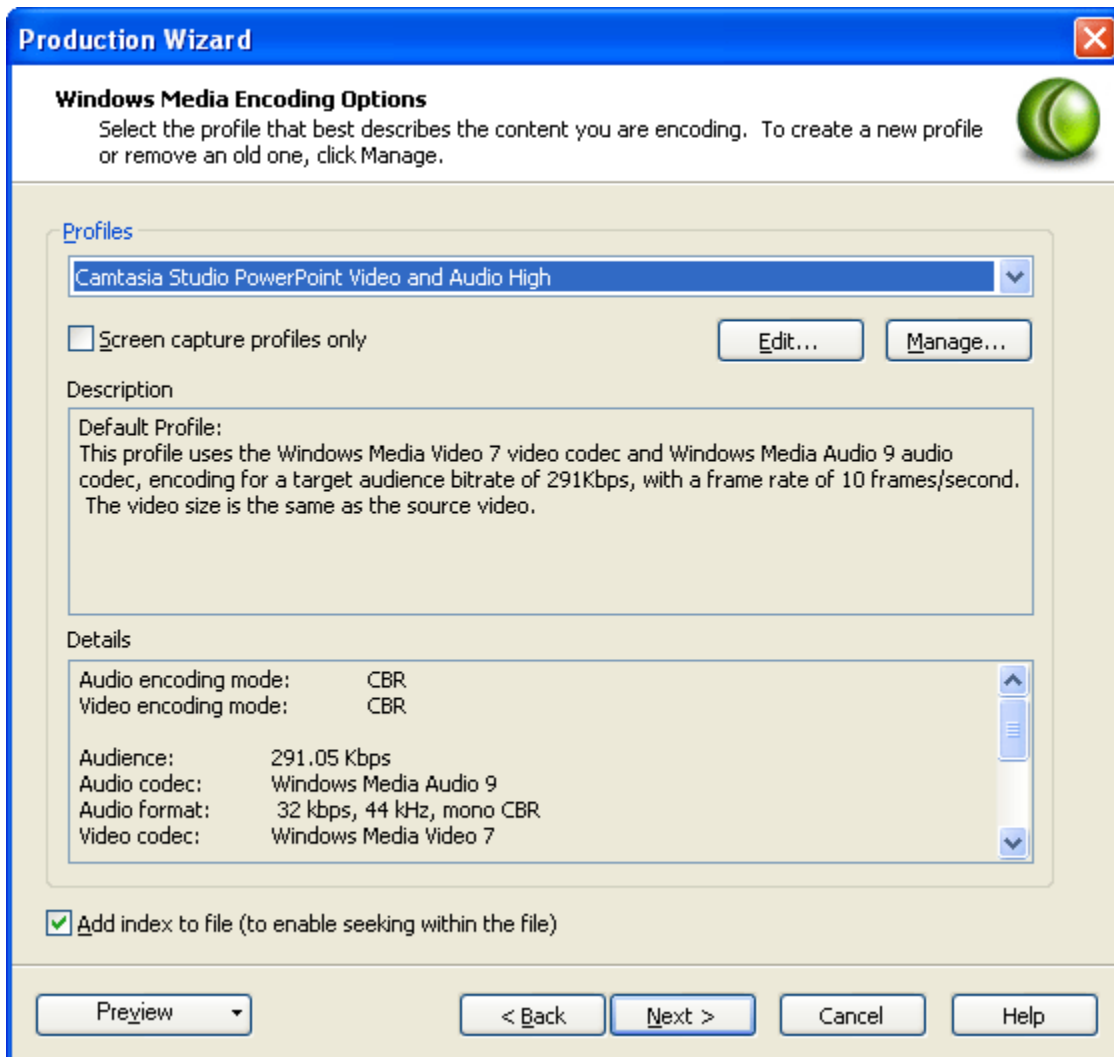 Production Wizard
Windows Media Encoding Options
Select the profile that best describes the content you are encoding.  To create a new profile
or remove an old one, click Manage.
Profiles
Camtasia Studio PowerPoint Video and Audio High
Screen capture profiles only
Edit...
Manage...
Description
Default Profile:
This profile uses the Windows Media Video 7 video codec and Windows Media Audio 9 audio
codec, encoding for a target audience bitrate of 291Kbps, with a frame rate of 10 frames/second.
The video size is the same as the source video.
Details
Audio encoding mode: CBR
Video encoding mode: CBR
Audience: 291.05 Kbps
Audio codec: Windows Media Audio 9
Audio format: 32 kbps, 44 kHz, mono CBR
Video codec: Windows Media Video 7
Add index to file (to enable seeking within the file)
Preview
< Back
Next >
Cancel
Help